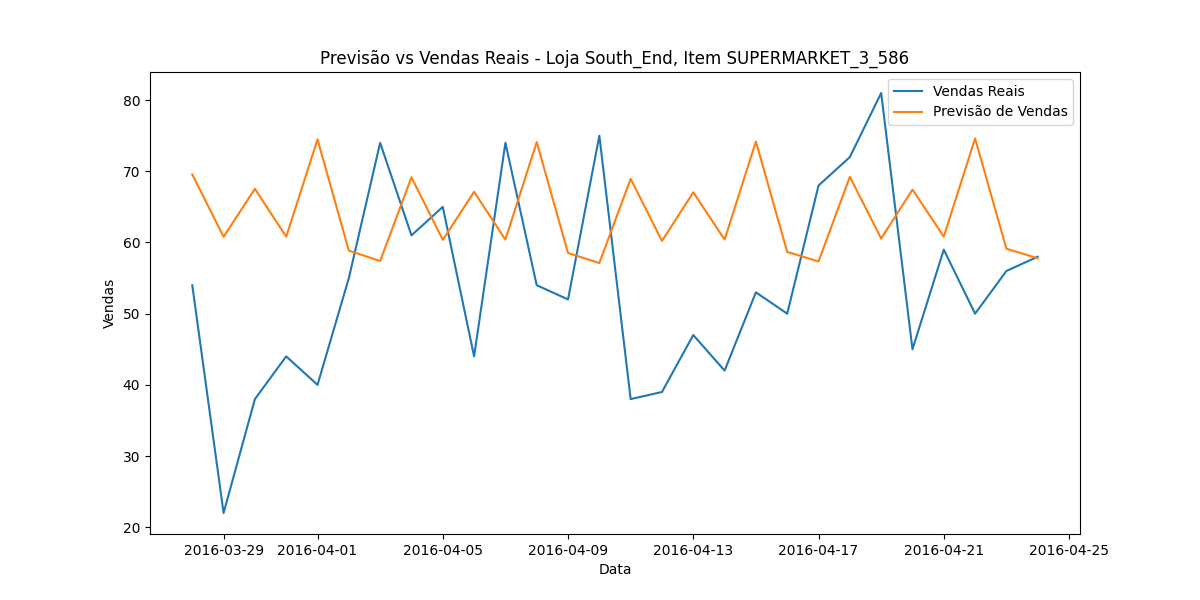 Previsão vs Vendas Reais - Loja South_End, Item SUPERMARKET_3_586
Vendas Reais
Previsão de Vendas
80
70
60
50
40
30
20
Vendas
2016-03-29 2016-04-01 2016-04-05 2016-04-09 2016-04-13 2016-04-17 2016-04-21 2016-04-25
Data